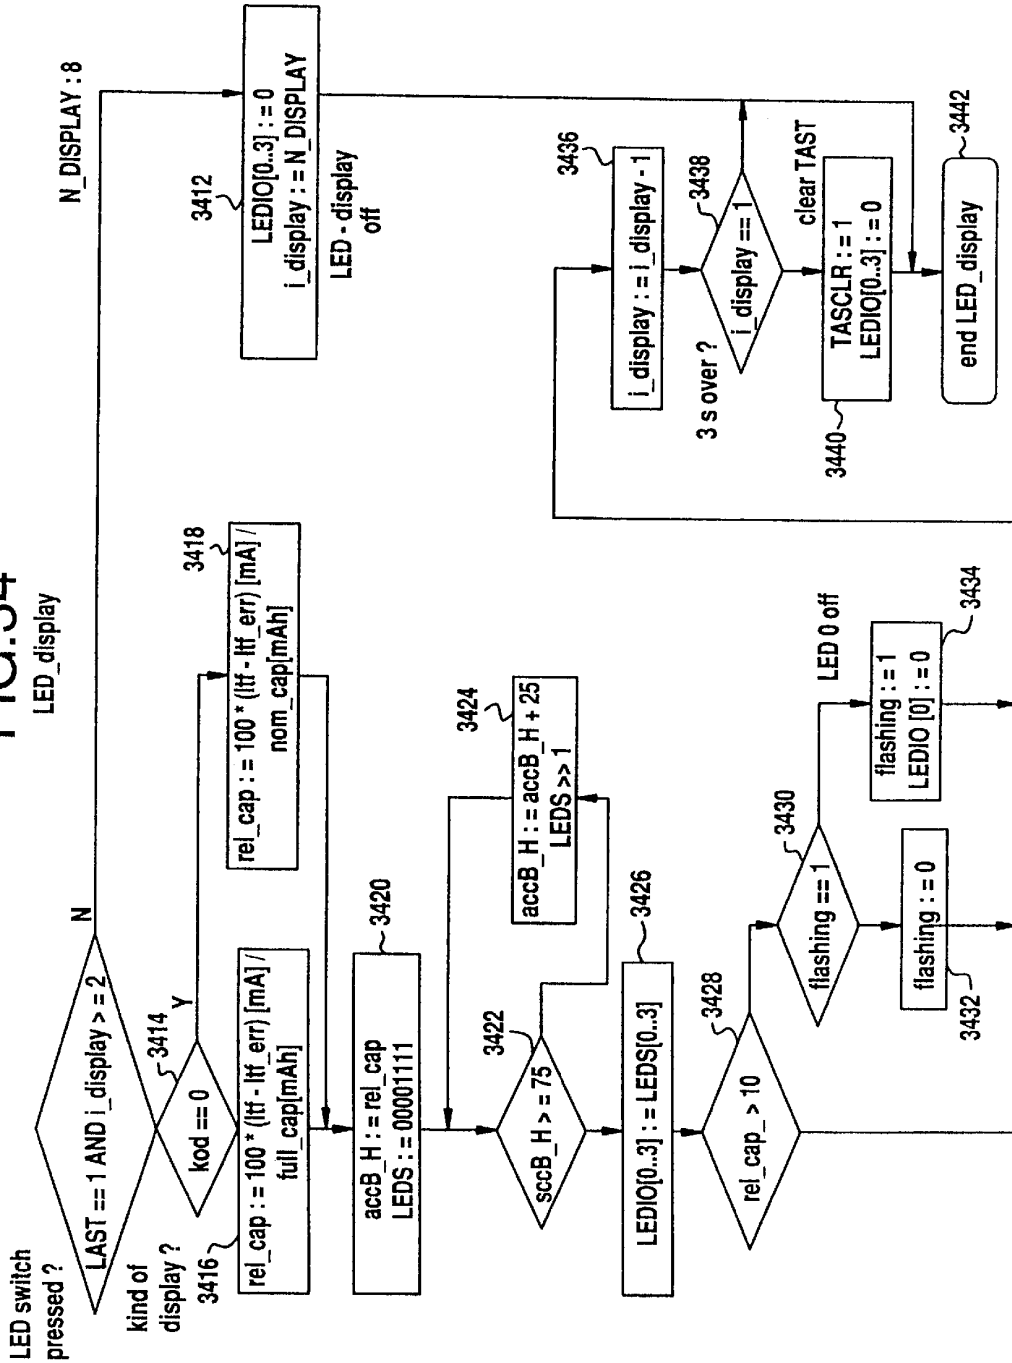 FIG.34
LED_display
LED switch
pressed ?
LAST == 1 AND i_display > = 2
N
N_DISPLAY : 8
3412
LEDIO[0..3] : = 0
i_display : = N_DISPLAY
LED - display
off
kind of
display ?
3414
kod == 0
Y
3416
rel_cap : = 100 * (Itf - Itf_err) [mA] /
full_cap[mAh]
3418
rel_cap : = 100 * (Itf - Itf_err) [mA] /
nom_cap[mAh]
3420
accB_H : = rel_cap
LEDS : = 00001111
3422
sccB_H > = 75
3424
accB_H : = accB_H + 25
LEDS >> 1
3426
LEDIO[0..3] : = LEDS[0..3]
3428
rel_cap_ > 10
3430
flashing == 1
3432
flashing : = 0
LED 0 off
3434
flashing : = 1
LEDIO [0] : = 0
3436
i_display : = i_display - 1
3 s over ?
3438
i_display == 1
clear TAST
3440
TASCLR : = 1
LEDIO[0..3] : = 0
3442
end LED_display